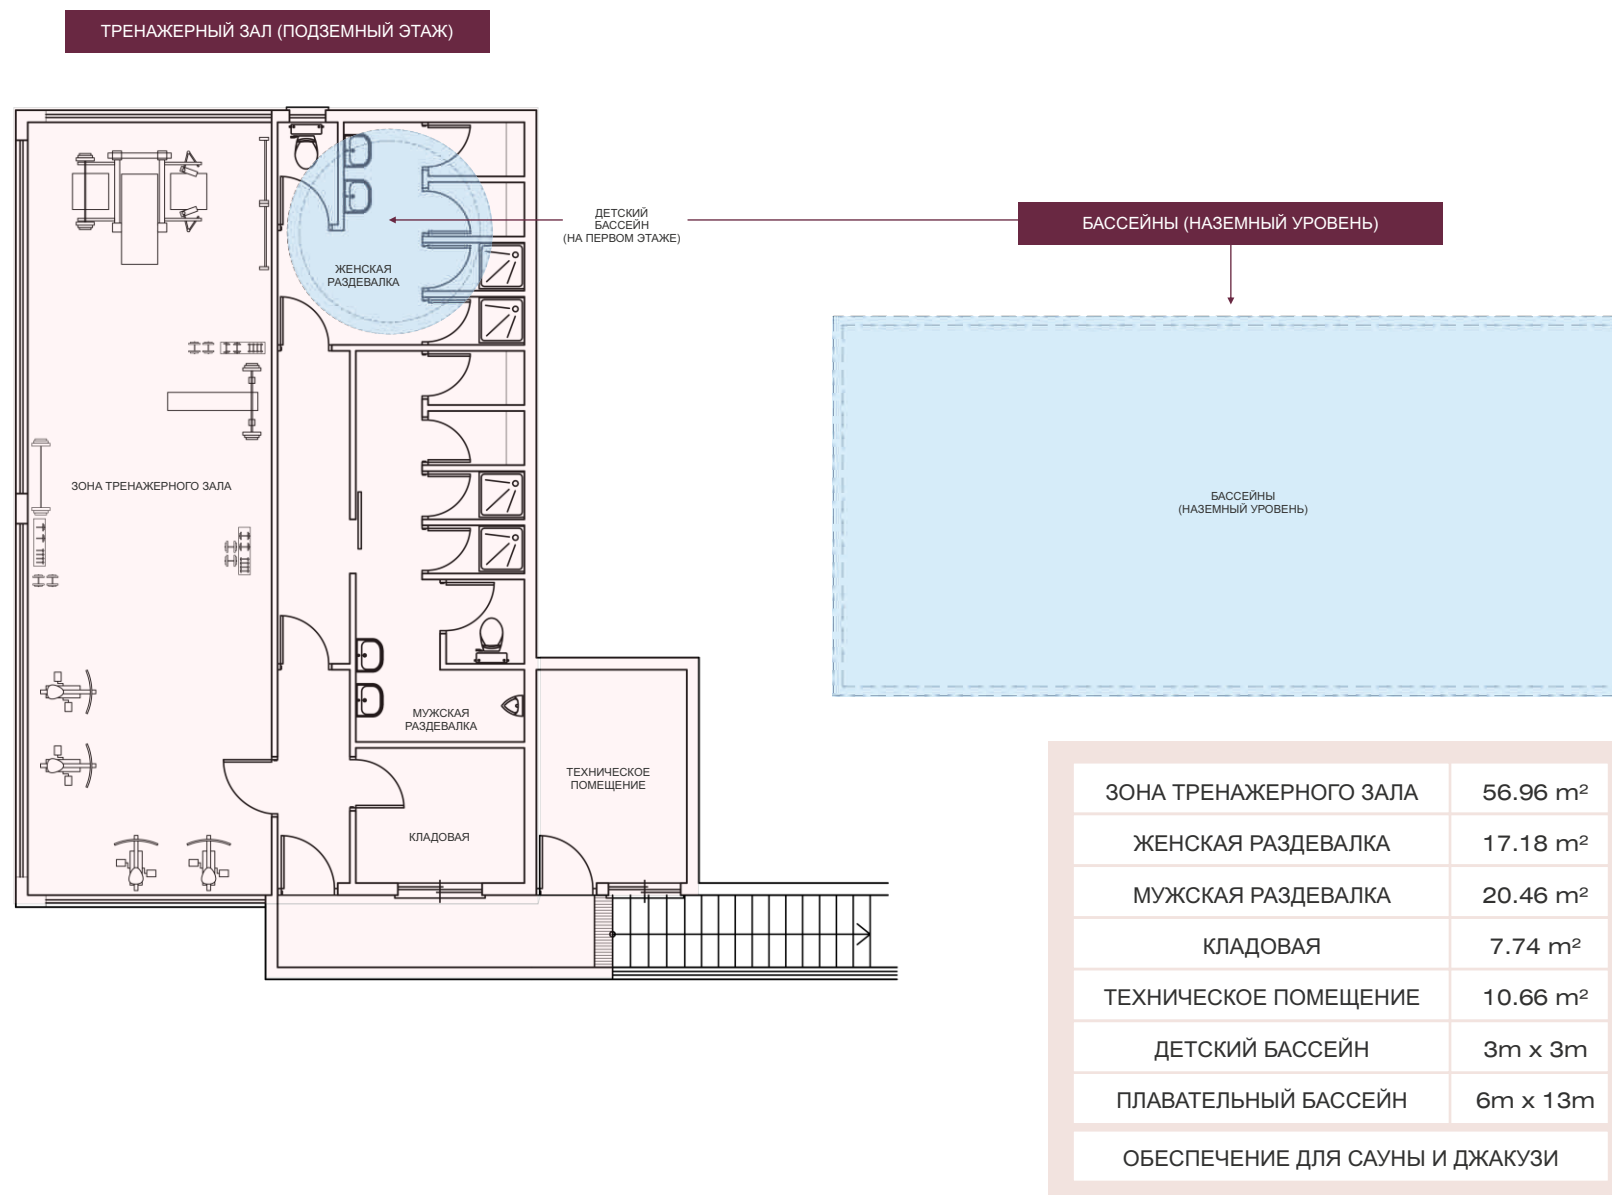 ТРЕНАЖЕРНЫЙ ЗАЛ (ПОДЗЕМНЫЙ ЭТАЖ)
ДЕТСКИЙ
БАССЕЙН
(НА ПЕРВОМ ЭТАЖЕ)
БАССЕЙНЫ (НАЗЕМНЫЙ УРОВЕНЬ)
ЖЕНСКАЯ
РАЗДЕВАЛКА
ЗОНА ТРЕНАЖЕРНОГО ЗАЛА
БАССЕЙНЫ
(НАЗЕМНЫЙ УРОВЕНЬ)
МУЖСКАЯ
РАЗДЕВАЛКА
ТЕХНИЧЕСКОЕ
ПОМЕЩЕНИЕ
КЛАДОВАЯ
ЗОНА ТРЕНАЖЕРНОГО ЗАЛА 56.96 m²
ЖЕНСКАЯ РАЗДЕВАЛКА 17.18 m²
МУЖСКАЯ РАЗДЕВАЛКА 20.46 m²
КЛАДОВАЯ 7.74 m²
ТЕХНИЧЕСКОЕ ПОМЕЩЕНИЕ 10.66 m²
ДЕТСКИЙ БАССЕЙН 3m x 3m
ПЛАВАТЕЛЬНЫЙ БАССЕЙН 6m x 13m
ОБЕСПЕЧЕНИЕ ДЛЯ САУНЫ И ДЖАКУЗИ